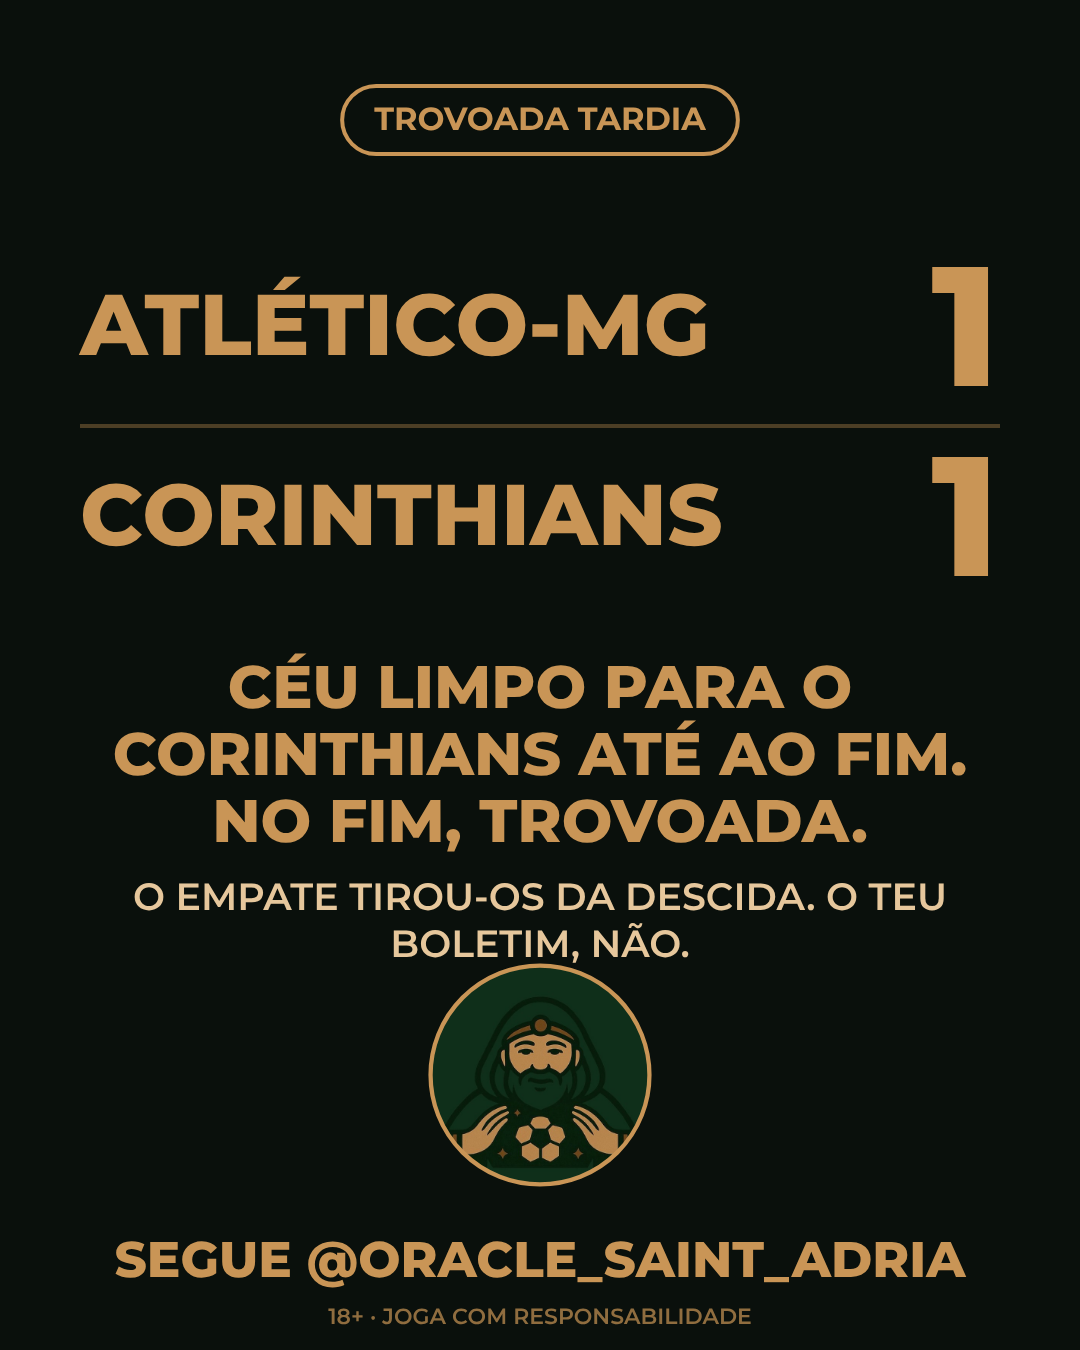 TROVOADA TARDIA
ATLÉTICO-MG 1
CORINTHIANS 1
CÉU LIMPO PARA O
CORINTHIANS ATÉ AO FIM.
NO FIM, TROVOADA.
O EMPATE TIROU-OS DA DESCIDA. O TEU
BOLETIM, NÃO.
SEGUE @ORACLE_SAINT_ADRIA
18+ · JOGA COM RESPONSABILIDADE